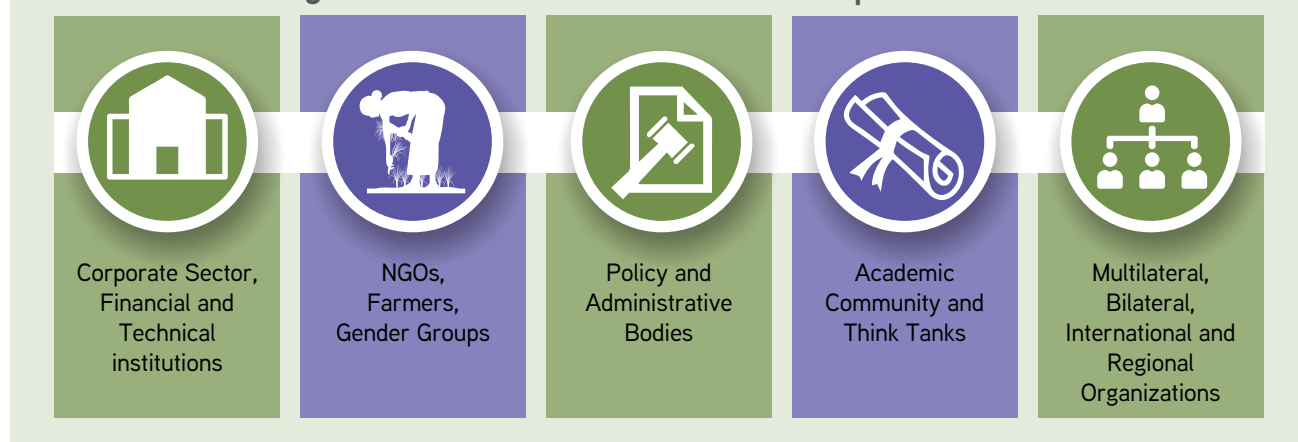 Corporate Sector,
Financial and
Technical
institutions
NGOs,
Farmers,
Gender Groups
Policy and
Administrative
Bodies
Academic
Community and
Think Tanks
Multilateral,
Bilateral,
International and
Regional
Organizations